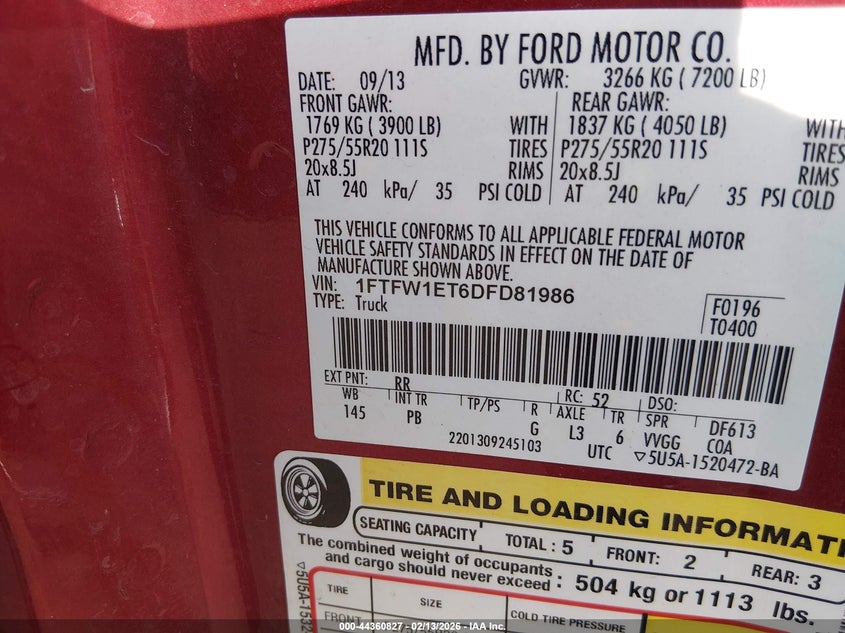 MFD. BY FORD MOTOR CO.
DATE: 09/13 GVWR: 3266 KG ( 7200 LB)
FRONT GAWR: REAR GAWR:
1769 KG ( 3900 LB) WITH 1837 KG ( 4050 LB) WITH
P275/55R20 111S TIRES P275/55R20 111S TIRES
20x8.5J RIMS 20x8.5J RIMS
AT 240 kPa/ 35 PSI COLD AT 240 kPa/ 35 PSI COLD
THIS VEHICLE CONFORMS TO ALL APPLICABLE FEDERAL MOTOR
VEHICLE SAFETY STANDARDS IN EFFECT ON THE DATE OF
MANUFACTURE SHOWN ABOVE.
VIN: 1FTFW1ET6DFD81986
TYPE: Truck
F0196
T0400
EXT PNT: RR RC: 52 DSO:
WB INT TR TP/PS R AXLE TR SPR DF613
145 PB G L3 6 VVGG COA
2201309245103 UTC ▽5U5A-1520472-BA
TIRE AND LOADING INFORMATI
SEATING CAPACITY TOTAL : 5 FRONT: 2 REAR: 3
The combined weight of occupants
and cargo should never exceed : 504 kg or 1113 lbs.
TIRE SIZE COLD TIRE PRESSURE
FRONT
▽5U5A-1532
000-44360827 - 02/13/2026 - IAA Inc.